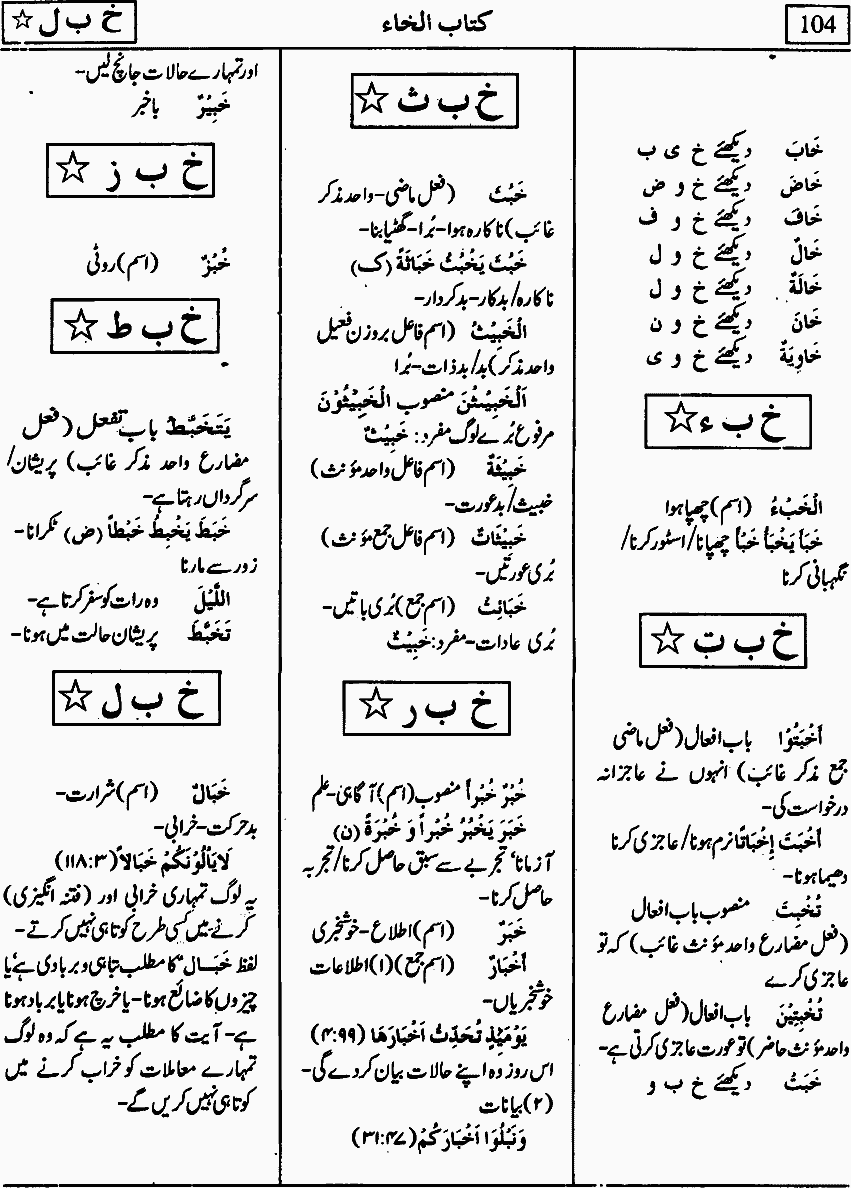 104
کتاب الخاء
خ ب ل ☆
خَابَ دیکھئے خ ی ب
خَاضَ دیکھئے خ و ض
خَافَ دیکھئے خ و ف
خَالٌ دیکھئے خ و ل
خَالَةٌ دیکھئے خ و ل
خَانَ دیکھئے خ و ن
خَاوِيَةٌ دیکھئے خ و ی
خ ب ء ☆
الْخَبْءُ (اسم) چھپا ہوا
خَبَأَ يَخْبَأُ خَبْأً چھپانا/ اسٹور کرنا/
نگہبانی کرنا
خ ب ت ☆
أَخْبَتُوْا باب افعال (فعل ماضی
جمع مذکر غائب) انہوں نے عاجزانہ
درخواست کی-
أَخْبَتَ إِخْبَاتًا نرم ہونا/ عاجزی کرنا
دھیما ہونا-
تُخْبِتَ منصوب باب افعال
(فعل مضارع واحد مؤنث غائب) کہ تو
عاجزی کرے
تُخْبِتِيْنَ باب افعال (فعل مضارع
واحد مؤنث حاضر) تو عورت عاجزی کرتی ہے-
خَبَتْ دیکھئے خ ب و
خ ب ث ☆
خَبُثَ (فعل ماضی- واحد مذکر
غائب) ناکارہ ہوا- بُرا- گھٹیا بنا-
خَبُثَ يَخْبُثُ خَبَاثَةً (ک)
ناکارہ/ بدکار- بدکردار-
الْخَبِيْثُ (اسم فاعل بروزن فعیل
واحد مذکر) بد/ بدذات- بُرا
اَلْخَبِيْثِيْنَ منصوب الْخَبِيْثُوْنَ
مرفوع بُرے لوگ مفرد: خَبِيْثٌ
خَبِيْثَةٌ (اسم فاعل واحد مؤنث)
خبیث/ بدعورت-
خَبِيْثَاتٌ (اسم فاعل جمع مؤنث)
بُری عورتیں-
خَبَائِثُ (اسم جمع) بُری باتیں-
بُری عادات- مفرد: خَبِيْثٌ
خ ب ر ☆
خُبْرٌ خُبْراً منصوب (اسم) آگاہی- علم
خَبَرَ يَخْبُرُ خُبْراً وَ خُبْرَةً (ن)
آزمانا' تجربے سے سبق حاصل کرنا/ تجربہ
حاصل کرنا-
خَبَرٌ (اسم) اطلاع- خوشخبری
أَخْبَارٌ (اسم جمع) (۱) اطلاعات
خوشخبریاں-
يَوْمَئِذٍ تُحَدِّثُ اَخْبَارَهَا (۴:۹۹)
اس روز وہ اپنے حالات بیان کر دے گی-
(۲) بیانات
وَنَبْلُوَا اَخْبَارَكُمْ (۳۱:۴۷)
اور تمہارے حالات جانچ لیں-
خَبِيْرٌ باخبر
خ ب ز ☆
خُبْزٌ (اسم) روٹی
خ ب ط ☆
يَتَخَبَّطُ باب تفعل (فعل
مضارع واحد مذکر غائب) پریشان/
سرگرداں رہتا ہے-
خَبَطَ يَخْبِطُ خَبْطاً (ض) ٹکرانا-
زور سے مارنا
اللَّيْلَ وہ رات کو سفر کرتا ہے-
تَخَبَّطَ پریشان حالت میں ہونا-
خ ب ل ☆
خَبَالٌ (اسم) شرارت-
بدحرکت- خرابی-
لَايَأْلُوْنَكُمْ خَبَالاً (۱۱۸:۳)
یہ لوگ تمہاری خرابی اور (فتنہ انگیزی)
کرنے میں کسی طرح کوتاہی نہیں کرتے-
لفظ خَبَال کا مطلب تباہی و بربادی ہے' یا
چیزوں کا ضائع ہونا- یا خرچ ہونا یا برباد ہونا
ہے- آیت کا مطلب یہ ہے کہ وہ لوگ
تمہارے معاملات کو خراب کرنے میں
کوتاہی نہیں کریں گے-